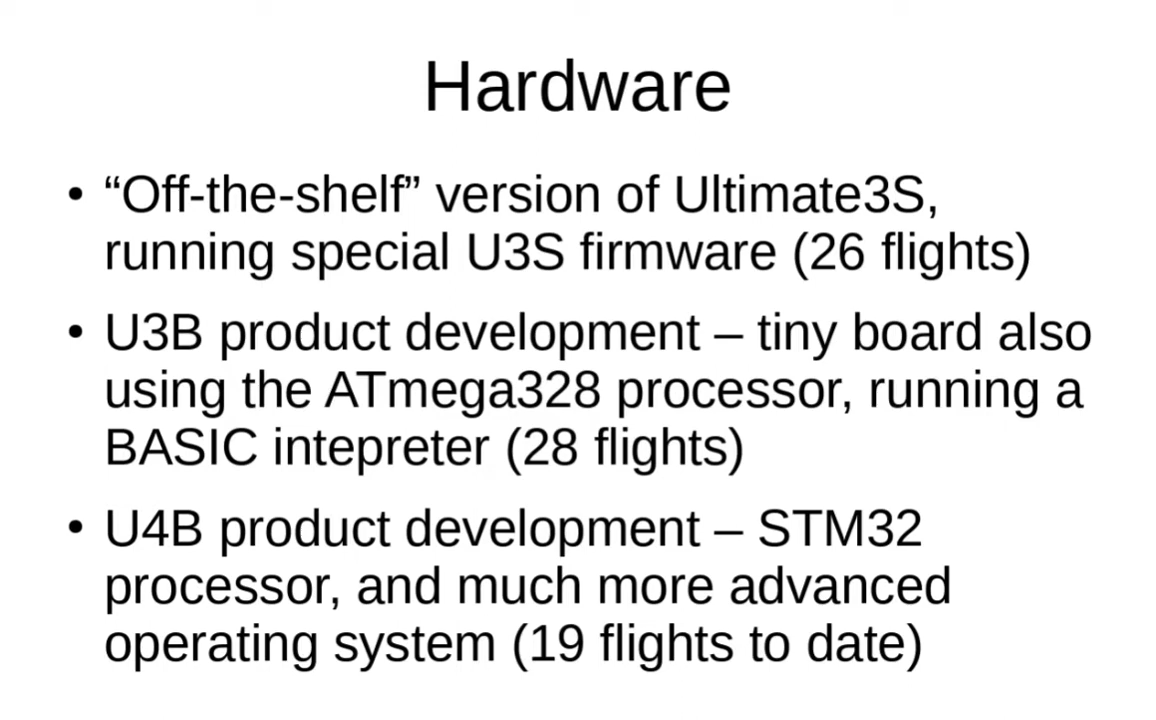 Hardware
• “Off-the-shelf” version of Ultimate3S,
running special U3S firmware (26 flights)
• U3B product development – tiny board also
using the ATmega328 processor, running a
BASIC intepreter (28 flights)
• U4B product development – STM32
processor, and much more advanced
operating system (19 flights to date)